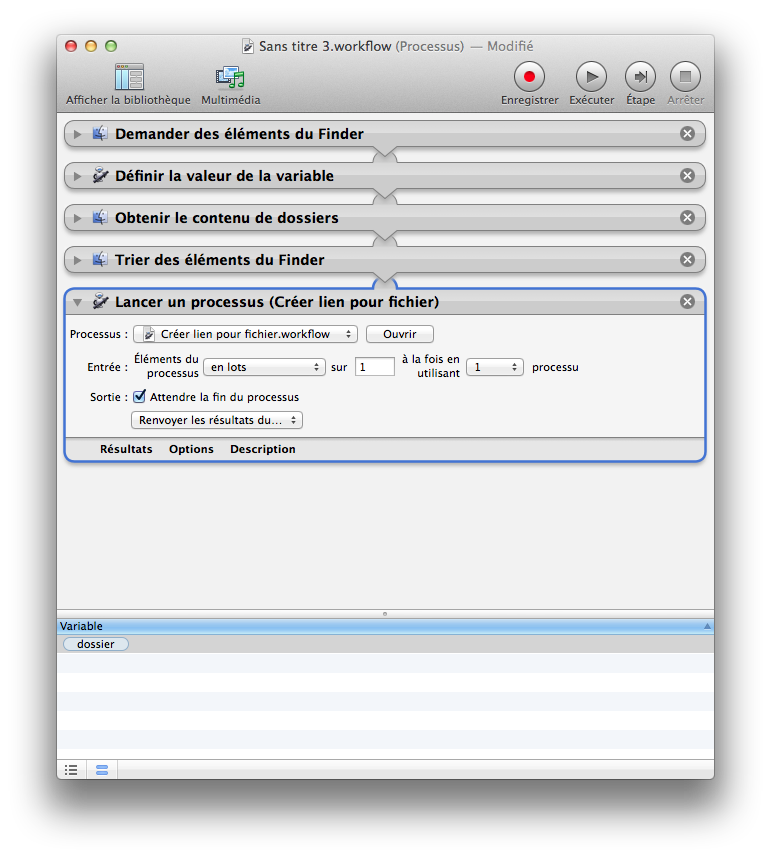 Sans titre 3.workflow (Processus) — Modifié
Afficher la bibliothèque Multimédia Enregistrer Exécuter Étape Arrêter
Demander des éléments du Finder
Définir la valeur de la variable
Obtenir le contenu de dossiers
Trier des éléments du Finder
Lancer un processus (Créer lien pour fichier)
Processus : Créer lien pour fichier.workflow Ouvrir
Entrée : Éléments du processus en lots sur 1 à la fois en utilisant 1 processu
Sortie : Attendre la fin du processus
Renvoyer les résultats du...
Résultats Options Description
Variable
dossier